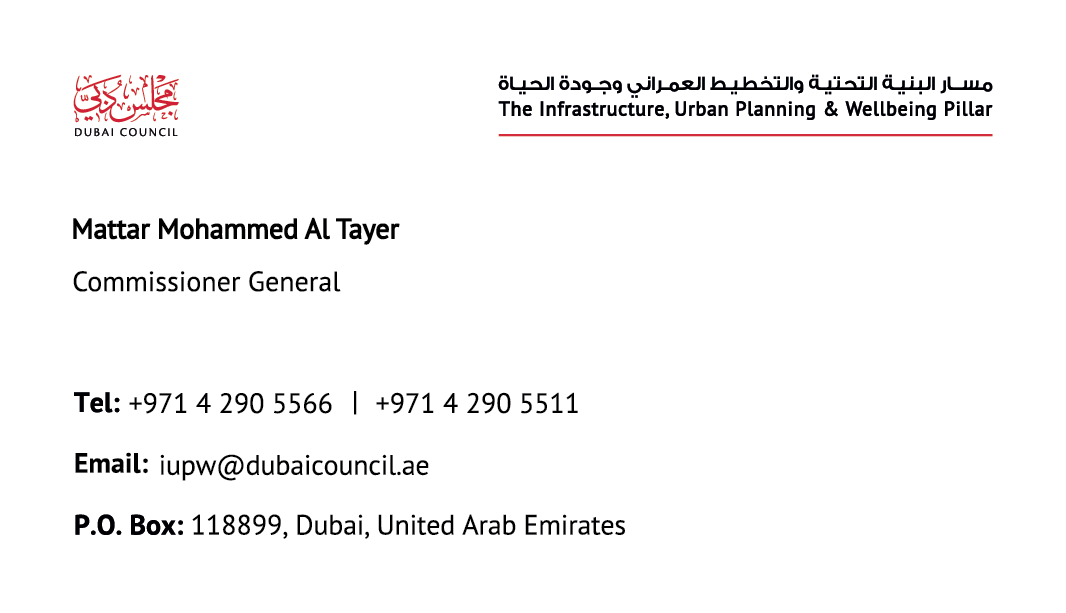 مجلس دبي
DUBAI COUNCIL
مسار البنية التحتية والتخطيط العمراني وجودة الحياة
The Infrastructure, Urban Planning & Wellbeing Pillar
Mattar Mohammed Al Tayer
Commissioner General
Tel: +971 4 290 5566 | +971 4 290 5511
Email: iupw@dubaicouncil.ae
P.O. Box: 118899, Dubai, United Arab Emirates